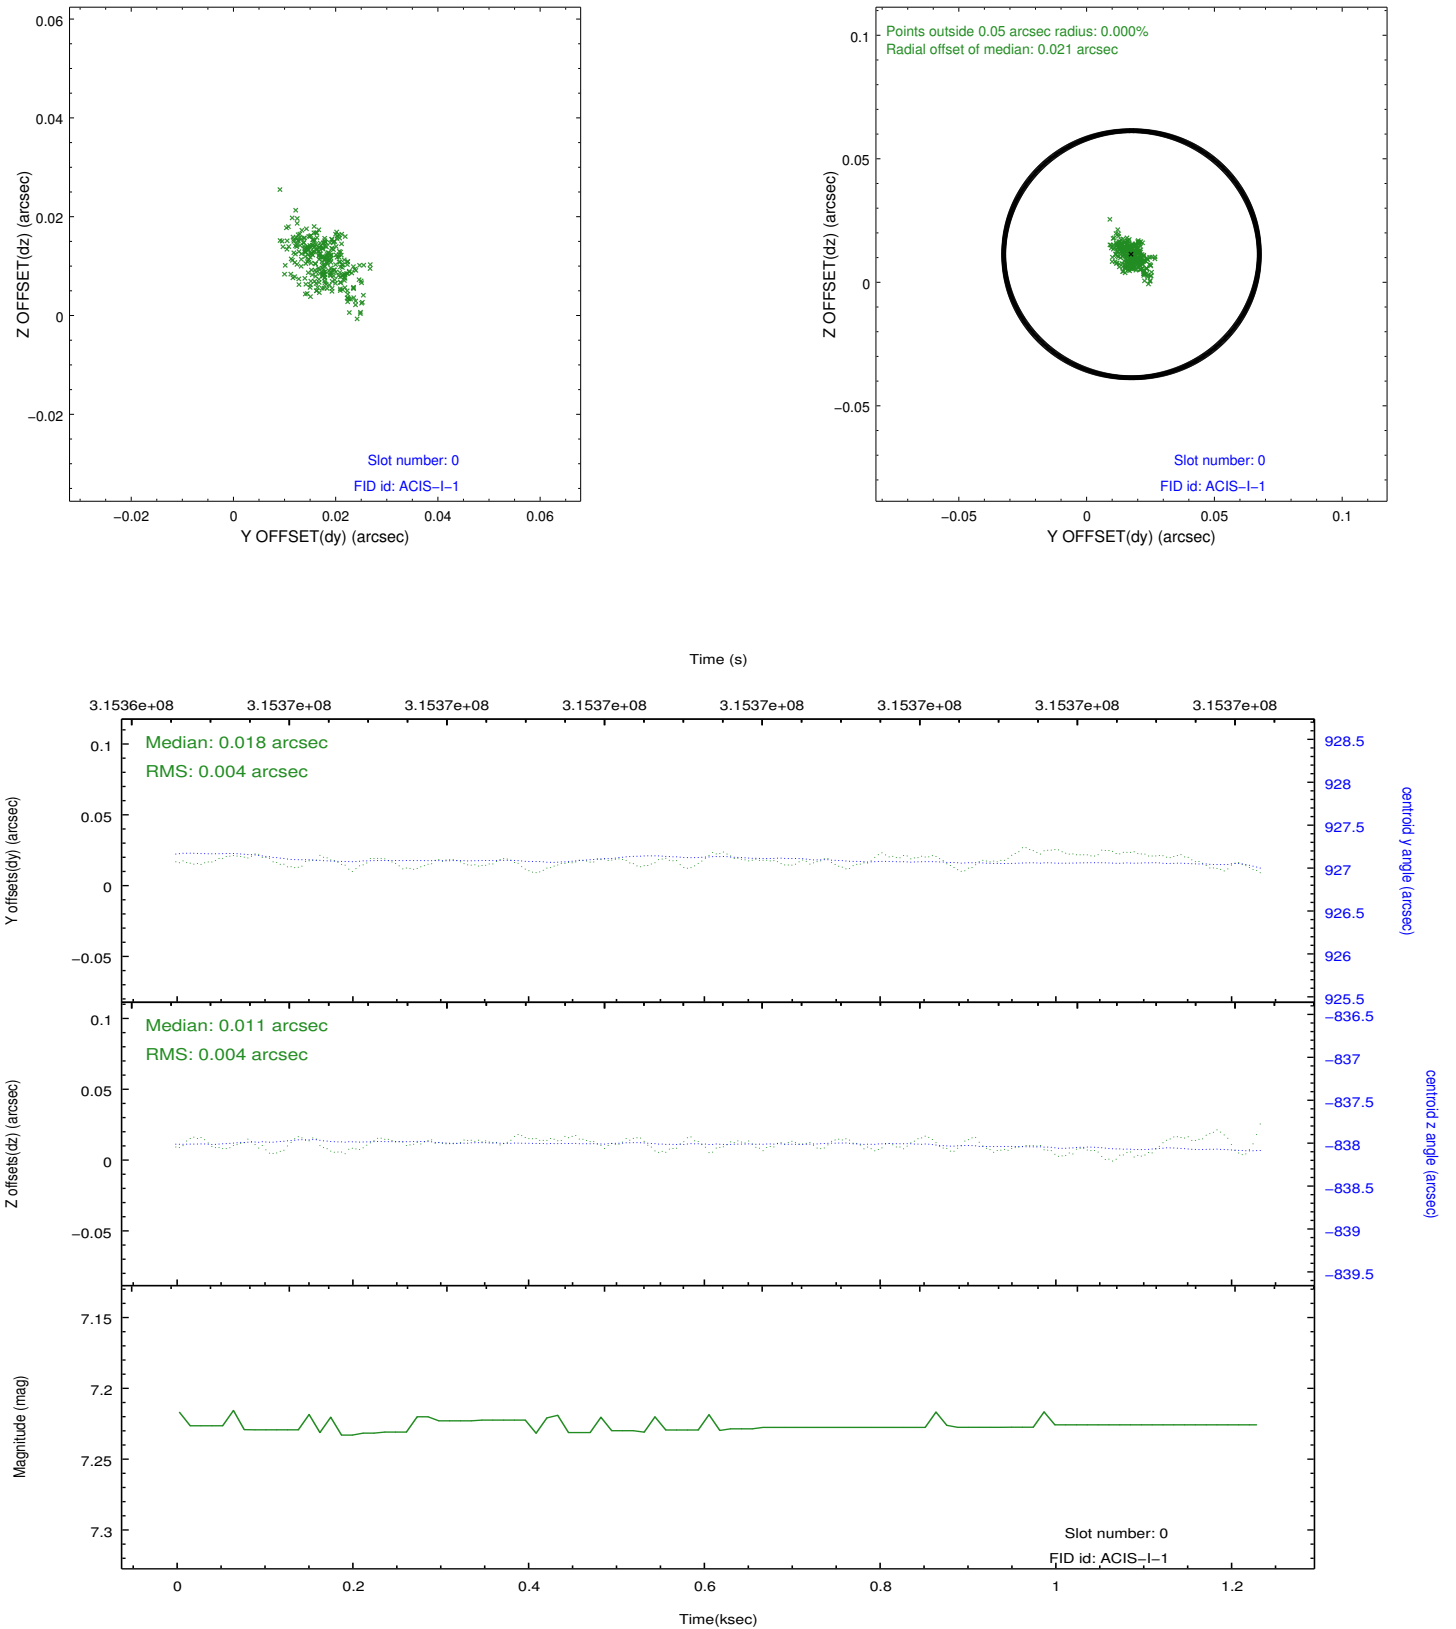 0.06
0.04
0.02
0
−0.02
Z OFFSET(dz) (arcsec)
Slot number: 0
FID id: ACIS−I−1
−0.02 0 0.02 0.04 0.06
Y OFFSET(dy) (arcsec)
Points outside 0.05 arcsec radius: 0.000%
Radial offset of median: 0.021 arcsec
0.1
0.05
0
−0.05
Z OFFSET(dz) (arcsec)
Slot number: 0
FID id: ACIS−I−1
−0.05 0 0.05 0.1
Y OFFSET(dy) (arcsec)
Time (s)
3.1536e+08 3.1537e+08 3.1537e+08 3.1537e+08 3.1537e+08 3.1537e+08 3.1537e+08 3.1537e+08
Median: 0.018 arcsec
RMS: 0.004 arcsec
0.1
0.05
0
−0.05
Y offsets(dy) (arcsec)
928.5
928
927.5
927
926.5
926
925.5
centroid y angle (arcsec)
Median: 0.011 arcsec
RMS: 0.004 arcsec
0.1
0.05
0
−0.05
Z offsets(dz) (arcsec)
−836.5
−837
−837.5
−838
−838.5
−839
−839.5
centroid z angle (arcsec)
7.15
7.2
7.25
7.3
Magnitude (mag)
Slot number: 0
FID id: ACIS−I−1
0 0.2 0.4 0.6 0.8 1 1.2
Time(ksec)